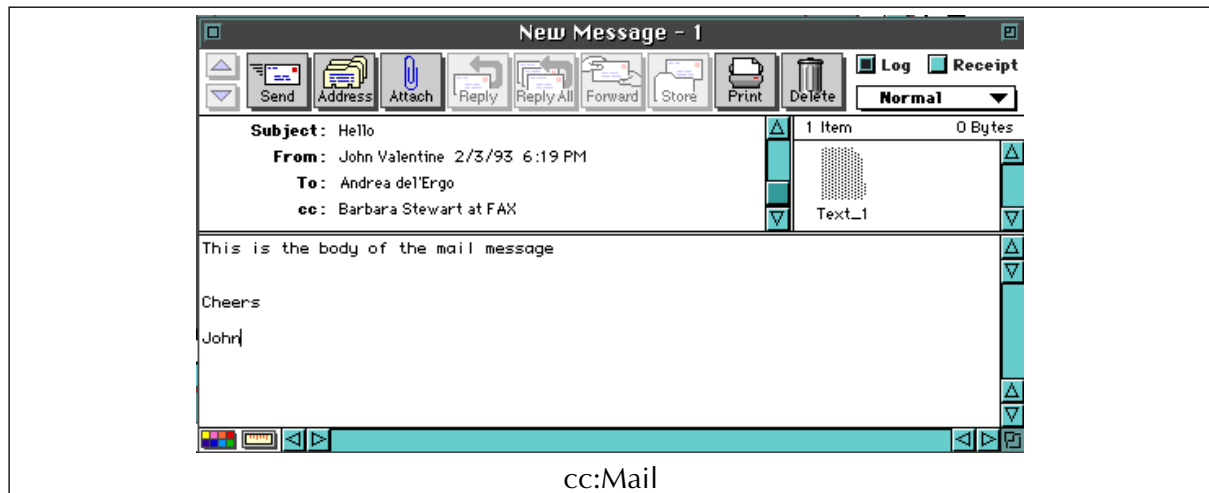 New Message - 1
Send Address Attach Reply Reply All Forward Store Print Delete
Log Receipt
Normal
Subject: Hello
From: John Valentine 2/3/93 6:19 PM
To: Andrea del'Ergo
cc: Barbara Stewart at FAX
1 Item 0 Bytes
Text_1
This is the body of the mail message
Cheers
John
cc:Mail